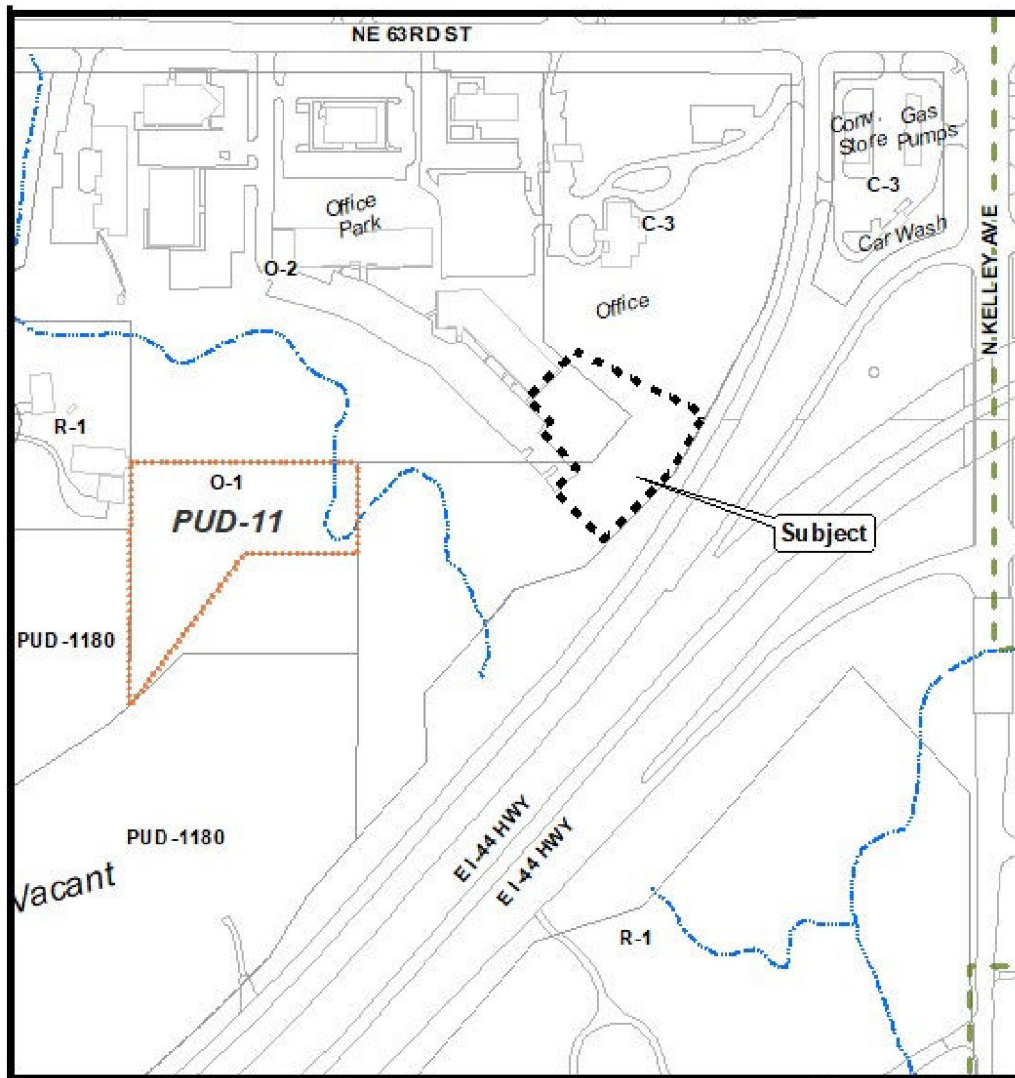 NE 63RD ST
Conv.
Store
Gas
Pumps
C-3
Car Wash
N.KELLEY AVE
Office
Park
C-3
O-2
Office
R-1
O-1
PUD-11
Subject
PUD-1180
PUD-1180
Vacant
E I-44 HWY
E I-44 HWY
R-1